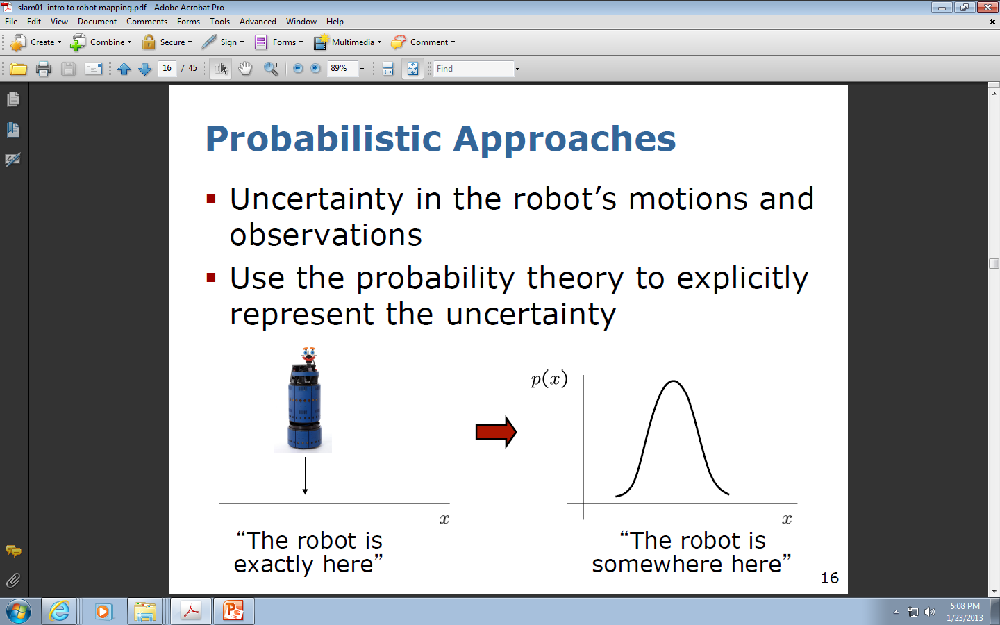 slam01-intro to robot mapping.pdf - Adobe Acrobat Pro
File Edit View Document Comments Forms Tools Advanced Window Help
Create Combine Secure Sign Forms Multimedia Comment
16 / 45 89% Find
Probabilistic Approaches
Uncertainty in the robot’s motions and
observations
Use the probability theory to explicitly
represent the uncertainty
p(x)
x
x
“The robot is
exactly here”
“The robot is
somewhere here”
16
5:08 PM
1/23/2013